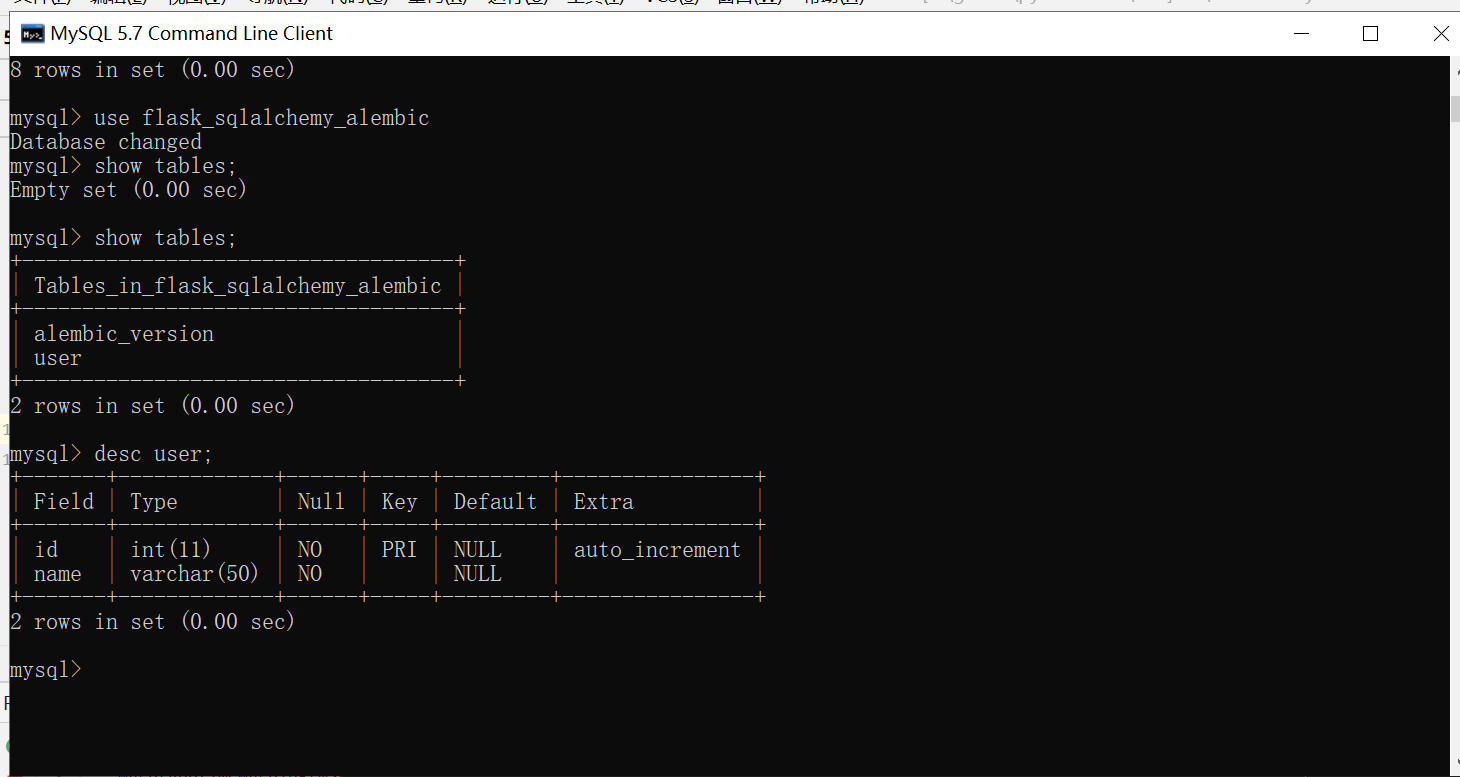 MySQL 5.7 Command Line Client
8 rows in set (0.00 sec)
mysql> use flask_sqlalchemy_alembic
Database changed
mysql> show tables;
Empty set (0.00 sec)
mysql> show tables;
+------------------------------------+
| Tables_in_flask_sqlalchemy_alembic |
+------------------------------------+
| alembic_version                    |
| user                               |
+------------------------------------+
2 rows in set (0.00 sec)
mysql> desc user;
+-------+-------------+------+-----+---------+----------------+
| Field | Type        | Null | Key | Default | Extra          |
+-------+-------------+------+-----+---------+----------------+
| id    | int(11)     | NO   | PRI | NULL    | auto_increment |
| name  | varchar(50) | NO   |     | NULL    |                |
+-------+-------------+------+-----+---------+----------------+
2 rows in set (0.00 sec)
mysql>